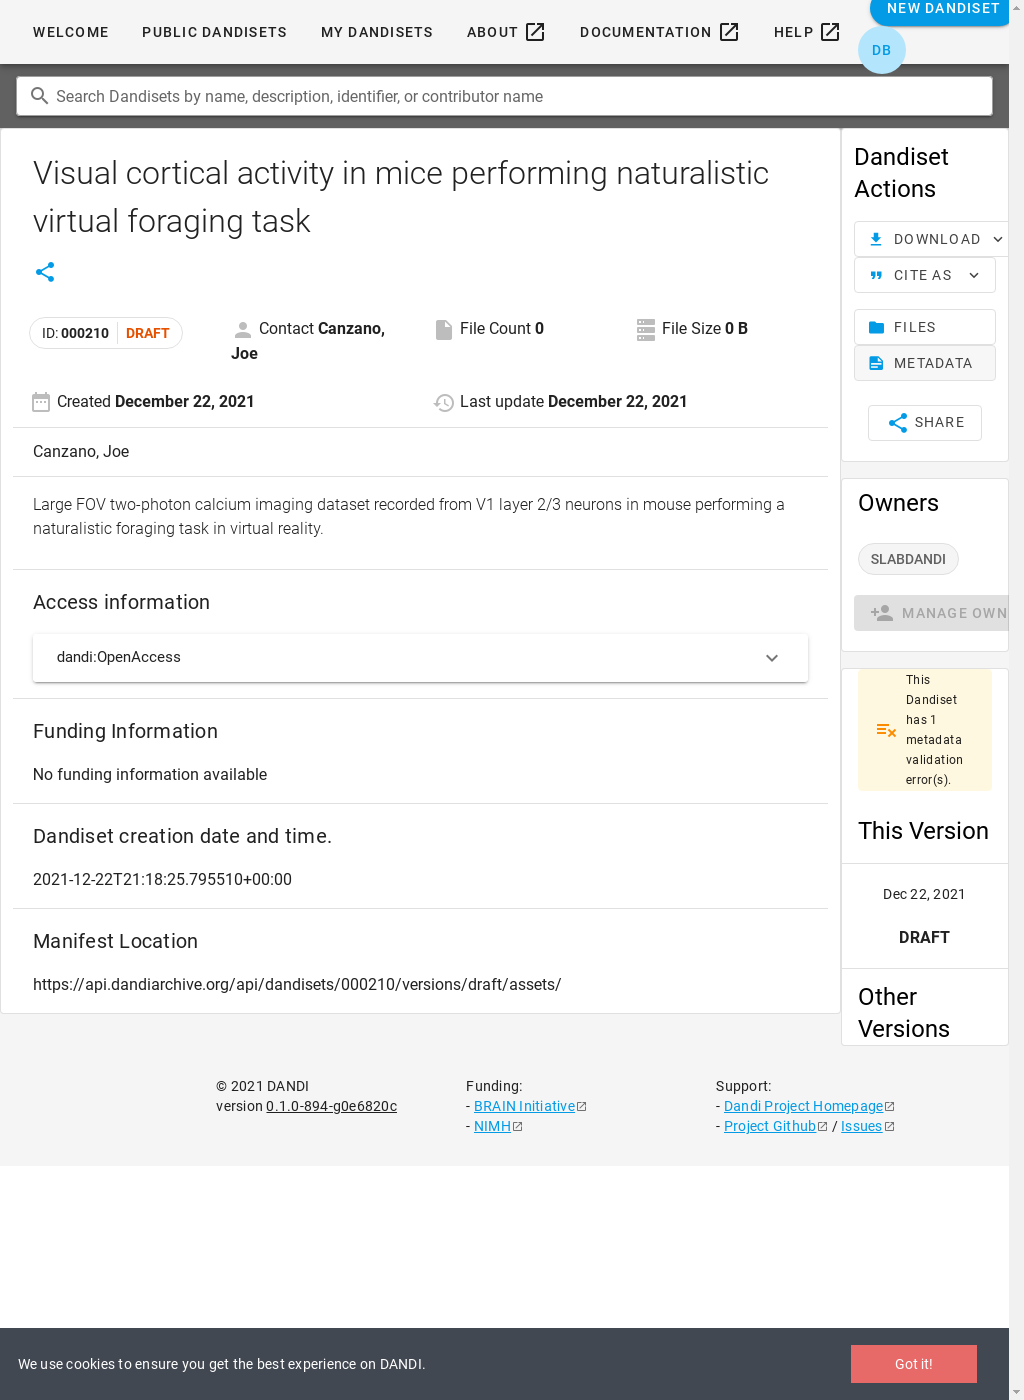 WELCOME PUBLIC DANDISETS MY DANDISETS ABOUT DOCUMENTATION HELP NEW DANDISET
DB
Search Dandisets by name, description, identifier, or contributor name
Visual cortical activity in mice performing naturalistic
virtual foraging task
ID: 000210 DRAFT
Contact Canzano,
Joe
File Count 0
File Size 0 B
Created December 22, 2021
Last update December 22, 2021
Canzano, Joe
Large FOV two-photon calcium imaging dataset recorded from V1 layer 2/3 neurons in mouse performing a
naturalistic foraging task in virtual reality.
Access information
dandi:OpenAccess
Funding Information
No funding information available
Dandiset creation date and time.
2021-12-22T21:18:25.795510+00:00
Manifest Location
https://api.dandiarchive.org/api/dandisets/000210/versions/draft/assets/
Dandiset
Actions
DOWNLOAD
CITE AS
FILES
METADATA
SHARE
Owners
SLABDANDI
MANAGE OWN
This
Dandiset
has 1
metadata
validation
error(s).
This Version
Dec 22, 2021
DRAFT
Other
Versions
© 2021 DANDI
version 0.1.0-894-g0e6820c
Funding:
- BRAIN Initiative
- NIMH
Support:
- Dandi Project Homepage
- Project Github / Issues
We use cookies to ensure you get the best experience on DANDI.
Got it!